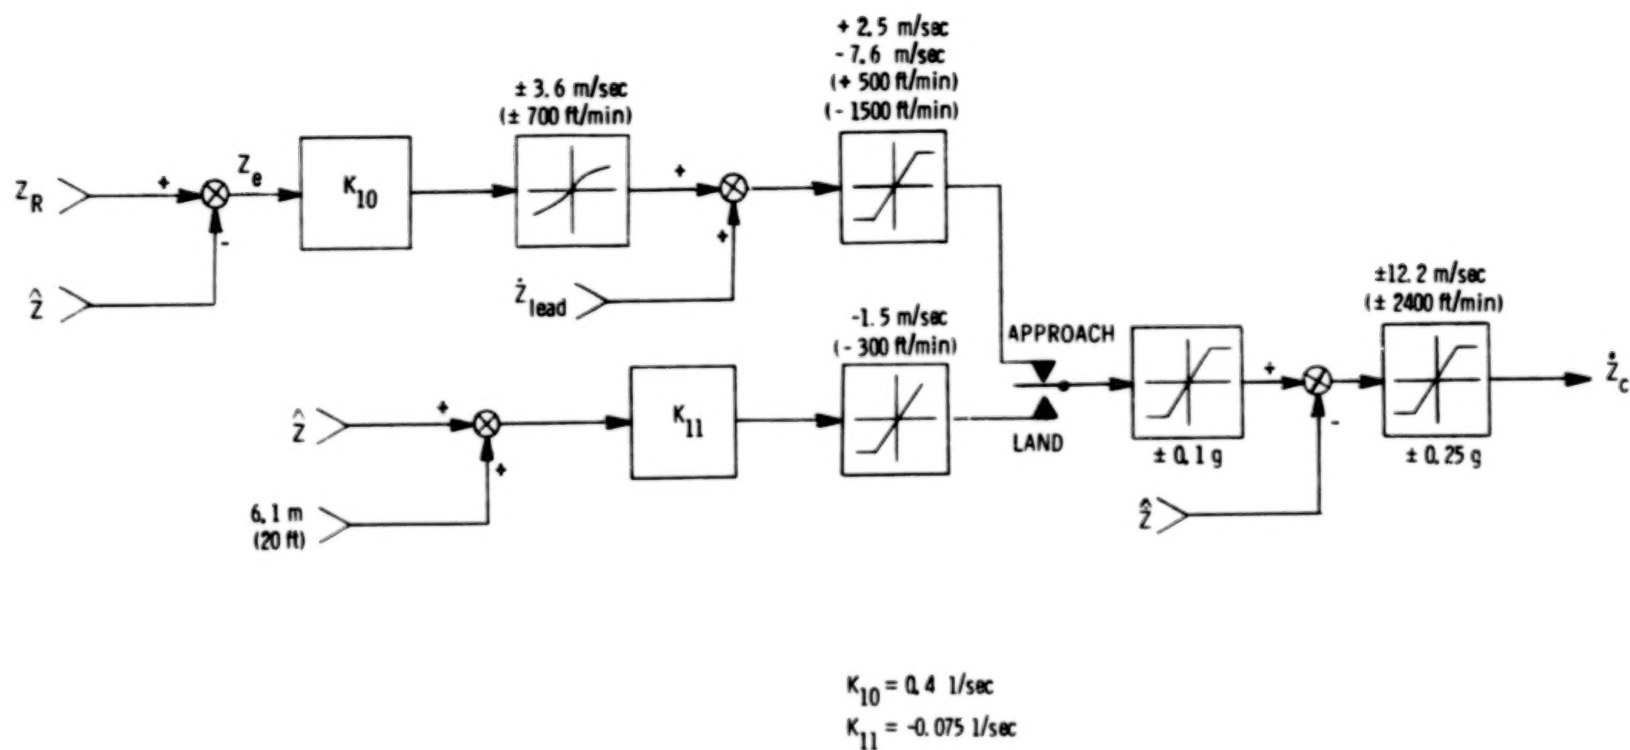 + 2.5 m/sec
- 7.6 m/sec
(+ 500 ft/min)
(- 1500 ft/min)
± 3.6 m/sec
(± 700 ft/min)
Z_R
+
Z_e
K_10
+
-
Ẑ
+
Ż_lead
±12.2 m/sec
(± 2400 ft/min)
-1.5 m/sec
(- 300 ft/min)
APPROACH
+
Ż_c
Ẑ
+
K_11
LAND
-
± 0.1 g
± 0.25 g
+
6.1 m
(20 ft)
Ẑ
K_10 = 0.4 1/sec
K_11 = -0.075 1/sec